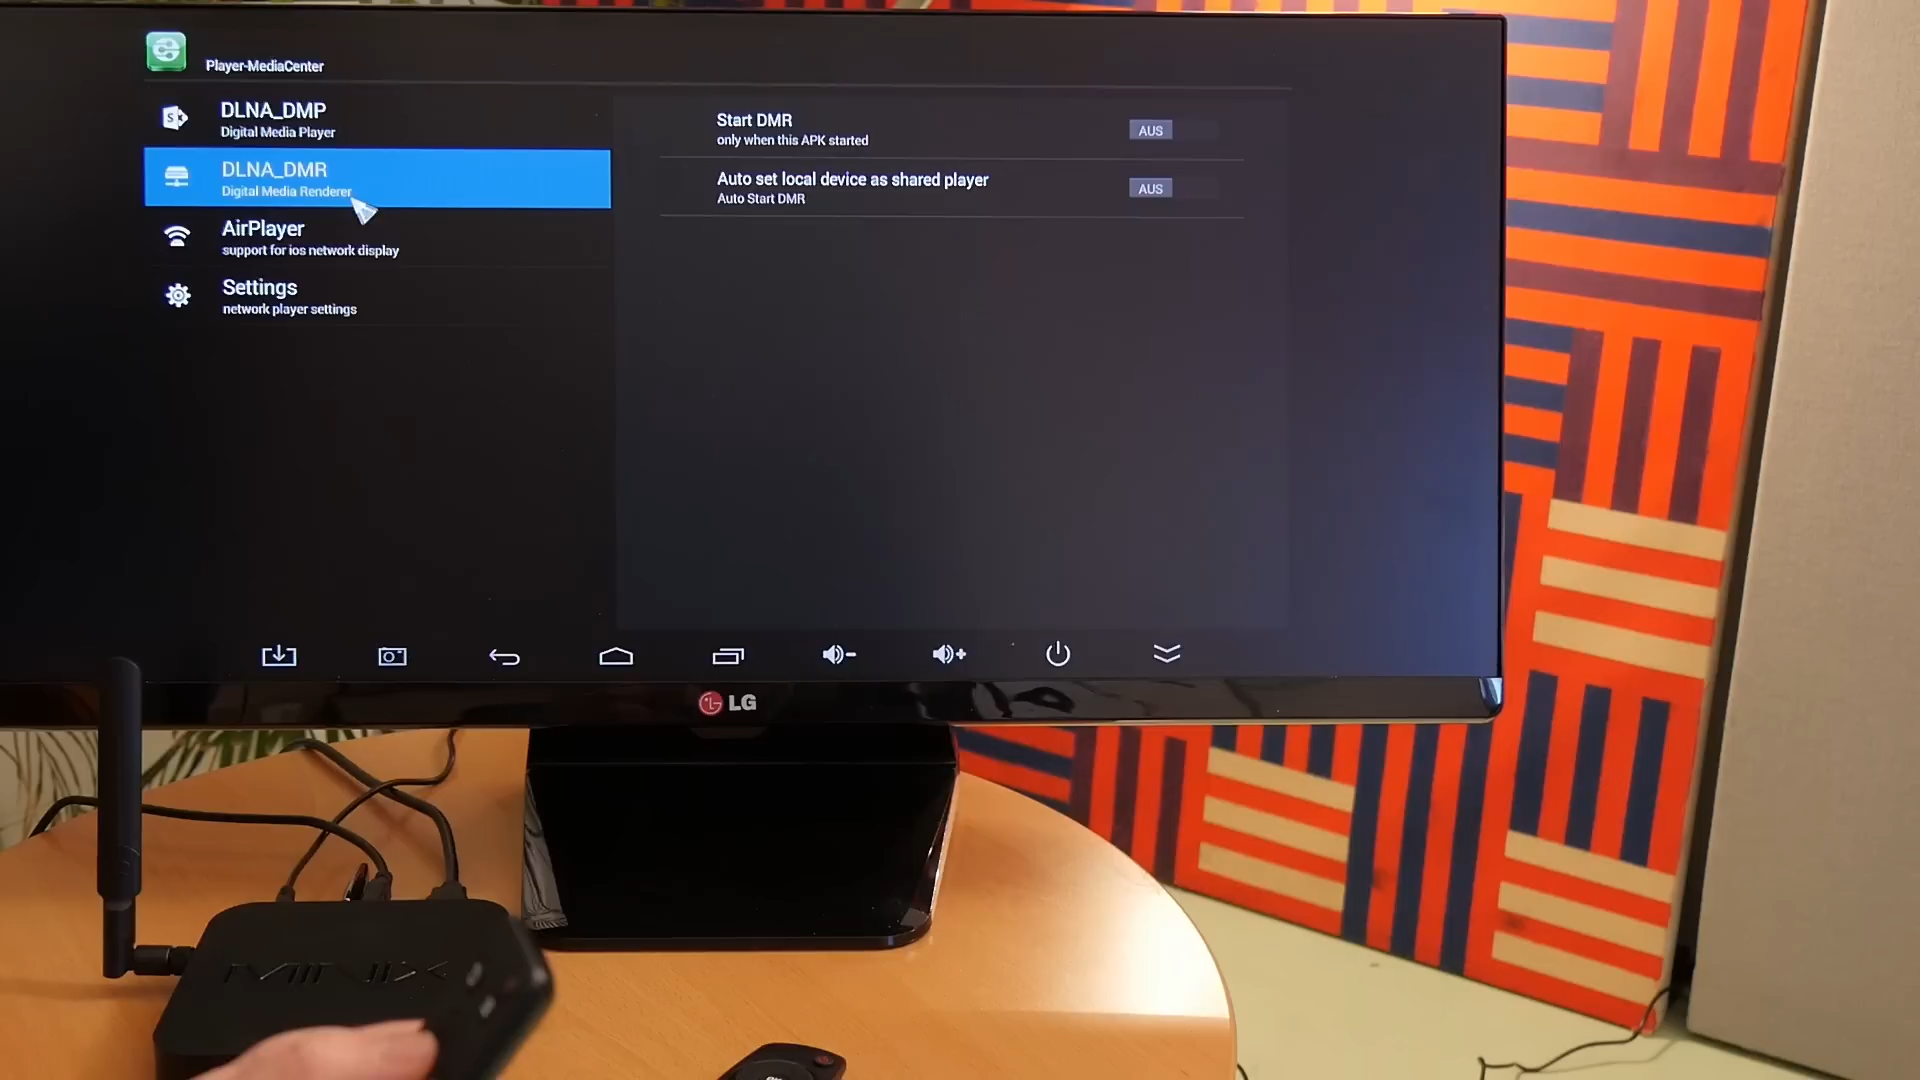 Player-MediaCenter
DLNA_DMP
Digital Media Player
DLNA_DMR
Digital Media Renderer
AirPlayer
support for ios network display
Settings
network player settings
Start DMR
only when this APK started
AUS
Auto set local device as shared player
Auto Start DMR
AUS
LG
MINIX